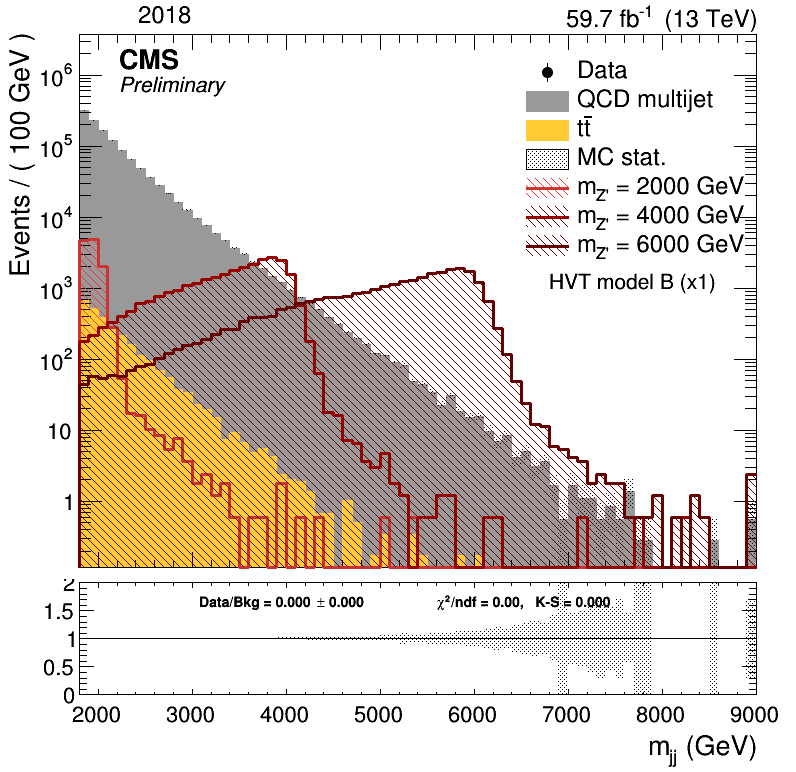 2018
59.7 fb⁻¹ (13 TeV)
CMS
Preliminary
Data
QCD multijet
tt̅
MC stat.
m_Z' = 2000 GeV
m_Z' = 4000 GeV
m_Z' = 6000 GeV
HVT model B (x1)
Events / ( 100 GeV )
10⁶
10⁵
10⁴
10³
10²
10
1
Data/Bkg = 0.000 ± 0.000
χ²/ndf = 0.00, K-S = 0.000
2
1.5
1
0.5
0
2000 3000 4000 5000 6000 7000 8000 9000
m_jj (GeV)